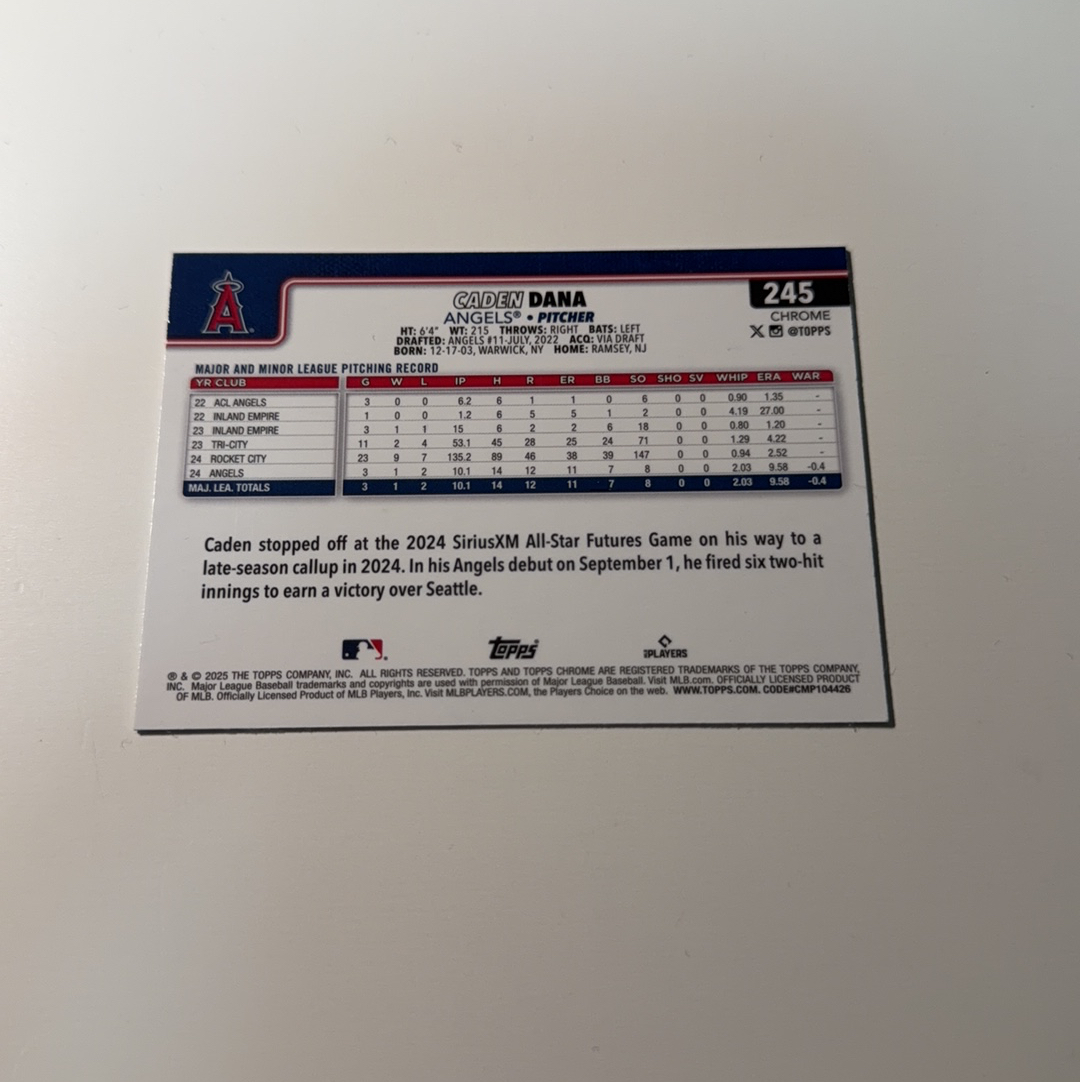 A
CADEN DANA
245
ANGELS® • PITCHER
CHROME
HT: 6'4" WT: 215 THROWS: RIGHT BATS: LEFT
@TOPPS
DRAFTED: ANGELS #11-JULY, 2022 ACQ: VIA DRAFT
BORN: 12-17-03, WARWICK, NY HOME: RAMSEY, NJ
MAJOR AND MINOR LEAGUE PITCHING RECORD
YR CLUB G W L IP H R ER BB SO SHO SV WHIP ERA WAR
22 ACL ANGELS 3 0 0 6.2 6 1 1 0 6 0 0 0.90 1.35 -
22 INLAND EMPIRE 1 0 0 1.2 6 5 5 1 2 0 0 4.19 27.00 -
23 INLAND EMPIRE 3 1 1 15 6 2 2 6 18 0 0 0.80 1.20 -
23 TRI-CITY 11 2 4 53.1 45 28 25 24 71 0 0 1.29 4.22 -
24 ROCKET CITY 23 9 7 135.2 89 46 38 39 147 0 0 0.94 2.52 -
24 ANGELS 3 1 2 10.1 14 12 11 7 8 0 0 2.03 9.58 -0.4
MAJ. LEA. TOTALS 3 1 2 10.1 14 12 11 7 8 0 0 2.03 9.58 -0.4
Caden stopped off at the 2024 SiriusXM All-Star Futures Game on his way to a
late-season callup in 2024. In his Angels debut on September 1, he fired six two-hit
innings to earn a victory over Seattle.
Topps PLAYERS
® & © 2025 THE TOPPS COMPANY, INC. ALL RIGHTS RESERVED. TOPPS AND TOPPS CHROME ARE REGISTERED TRADEMARKS OF THE TOPPS COMPANY,
INC. Major League Baseball trademarks and copyrights are used with permission of Major League Baseball. Visit MLB.com. OFFICIALLY LICENSED PRODUCT
OF MLB. Officially Licensed Product of MLB Players, Inc. Visit MLBPLAYERS.COM, the Players Choice on the web. WWW.TOPPS.COM. CODE#CMP104426